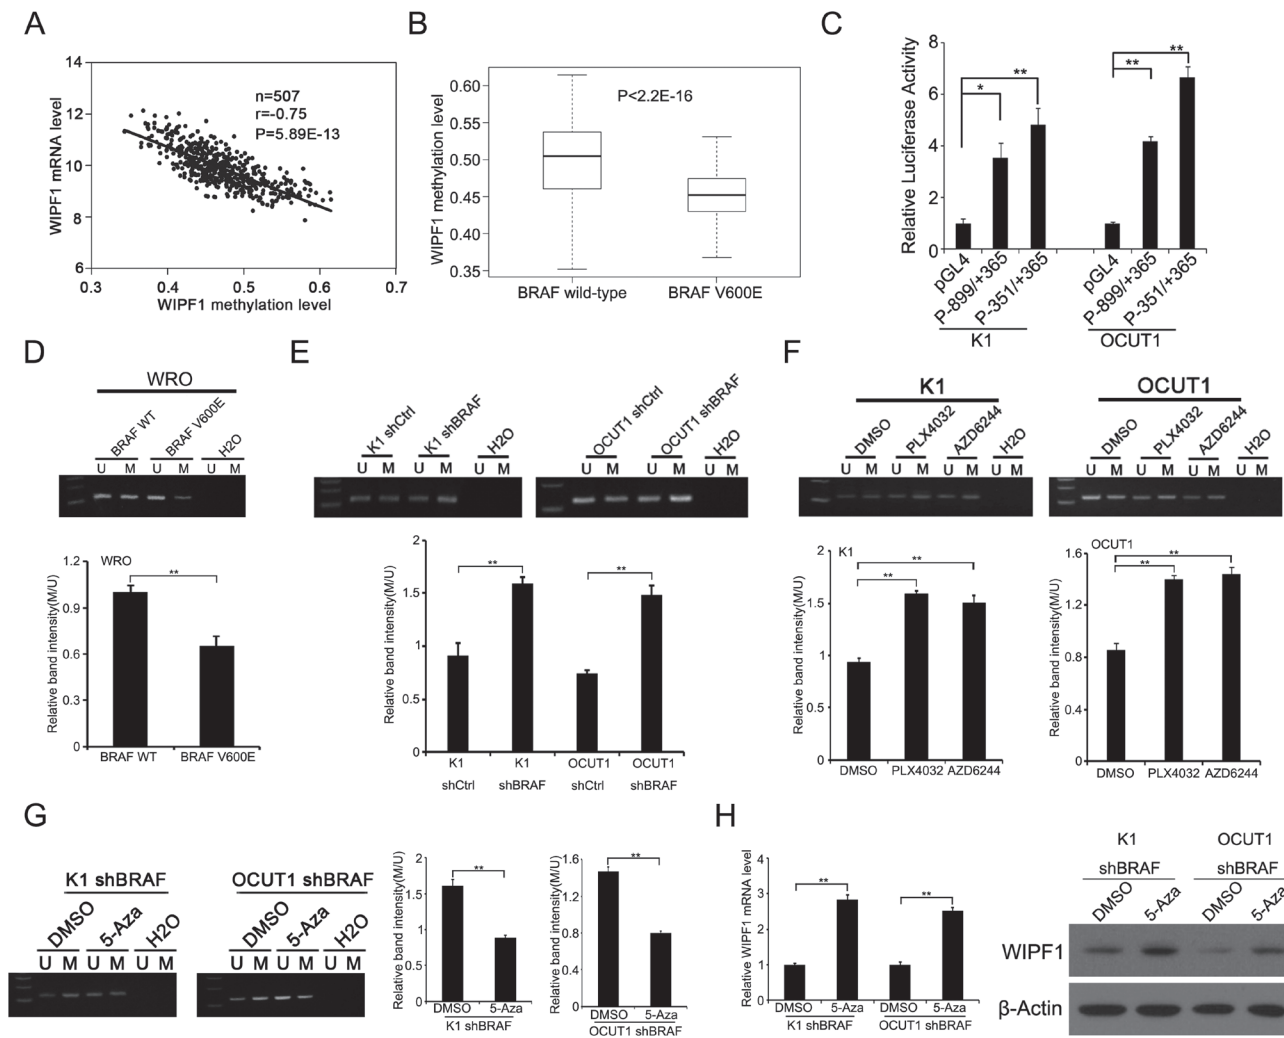 A
WIPF1 mRNA level
14
12
10
8
6
n=507
r=-0.75
P=5.89E-13
0.3 0.4 0.5 0.6 0.7
WIPF1 methylation level
B
WIPF1 methylation level
0.60
0.55
0.50
0.45
0.40
0.35
P<2.2E-16
BRAF wild-type BRAF V600E
C
Relative Luciferase Activity
8
6
4
2
0
* ** ** **
pGL4 P-899/+365 P-351/+365 pGL4 P-899/+365 P-351/+365
K1 OCUT1
D
WRO
BRAF WT BRAF V600E H2O
U M U M U M
Relative band intensity(M/U)
1.2
0.9
0.6
0.3
0
WRO
**
BRAF WT BRAF V600E
E
K1 shCtrl K1 shBRAF H2O OCUT1 shCtrl OCUT1 shBRAF H2O
U M U M U M U M U M U M
Relative band intensity(M/U)
2
1.5
1
0.5
0
** **
K1 K1 OCUT1 OCUT1
shCtrl shBRAF shCtrl shBRAF
F
K1 OCUT1
DMSO PLX4032 AZD6244 H2O DMSO PLX4032 AZD6244 H2O
U M U M U M U M U M U M U M U M
Relative band intensity(M/U)
2
1.5
1
0.5
0
K1
**
**
DMSO PLX4032 AZD6244
Relative band intensity(M/U)
1.6
1.2
0.8
0.4
0
OCUT1
**
**
DMSO PLX4032 AZD6244
G
K1 shBRAF OCUT1 shBRAF
DMSO 5-Aza H2O DMSO 5-Aza H2O
U M U M U M U M U M U M
Relative band intensity(M/U)
2
1.5
1
0.5
0
**
DMSO 5-Aza
K1 shBRAF
Relative band intensity(M/U)
1.6
1.2
0.8
0.4
0
**
DMSO 5-Aza
OCUT1 shBRAF
H
Relative WIPF1 mRNA level
4
3
2
1
0
** **
DMSO 5-Aza DMSO 5-Aza
K1 shBRAF OCUT1 shBRAF
K1 OCUT1
shBRAF shBRAF
DMSO 5-Aza DMSO 5-Aza
WIPF1
β-Actin